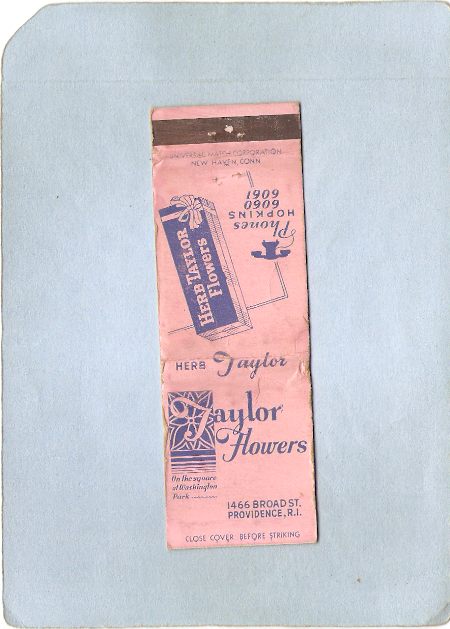 UNIVERSAL MATCH CORPORATION
NEW HAVEN, CONN
Phones
HOPKINS
6060
6061
HERB TAYLOR
Flowers
HERB Taylor
Taylor
Flowers
On the square
at Washington
Park
1466 BROAD ST.
PROVIDENCE, R.I.
CLOSE COVER BEFORE STRIKING